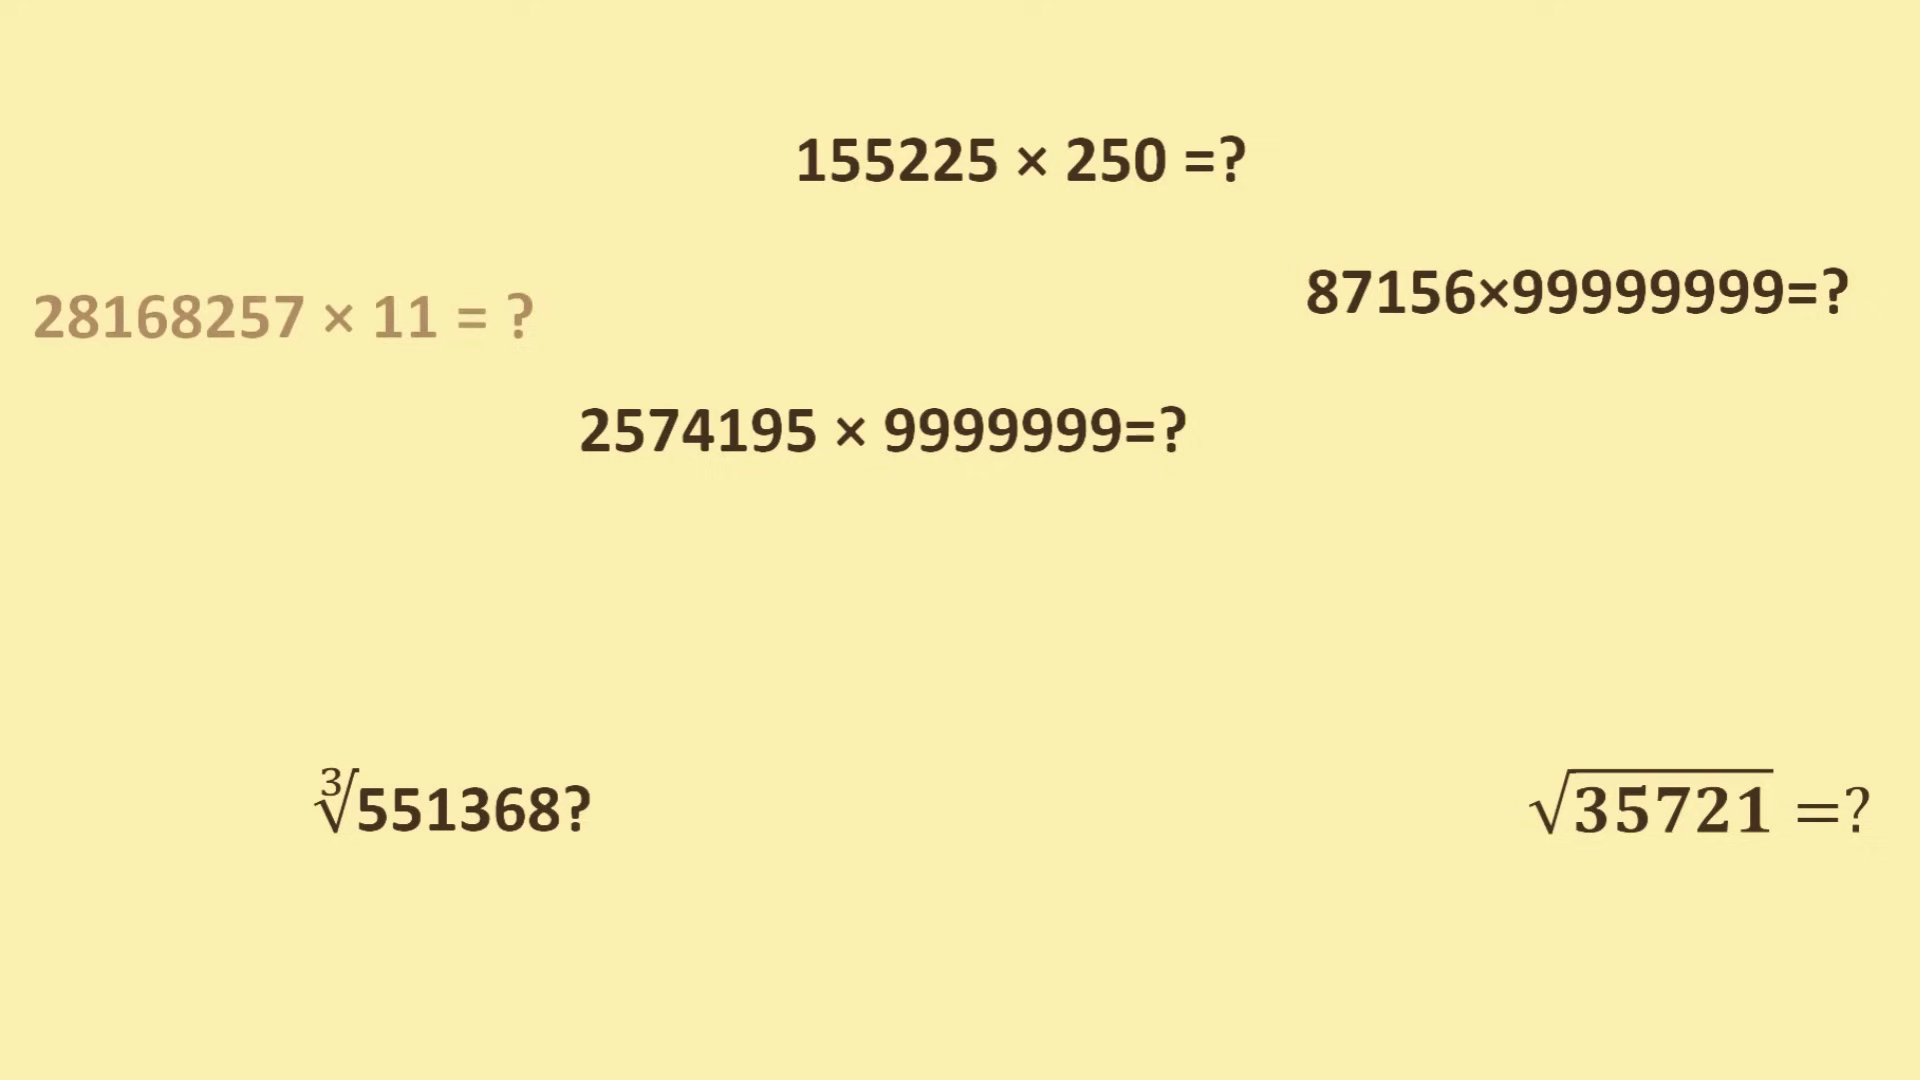 155225 × 250 =?
87156×99999999=?
28168257 × 11 = ?
2574195 × 9999999=?
∛551368?
√35721 =?